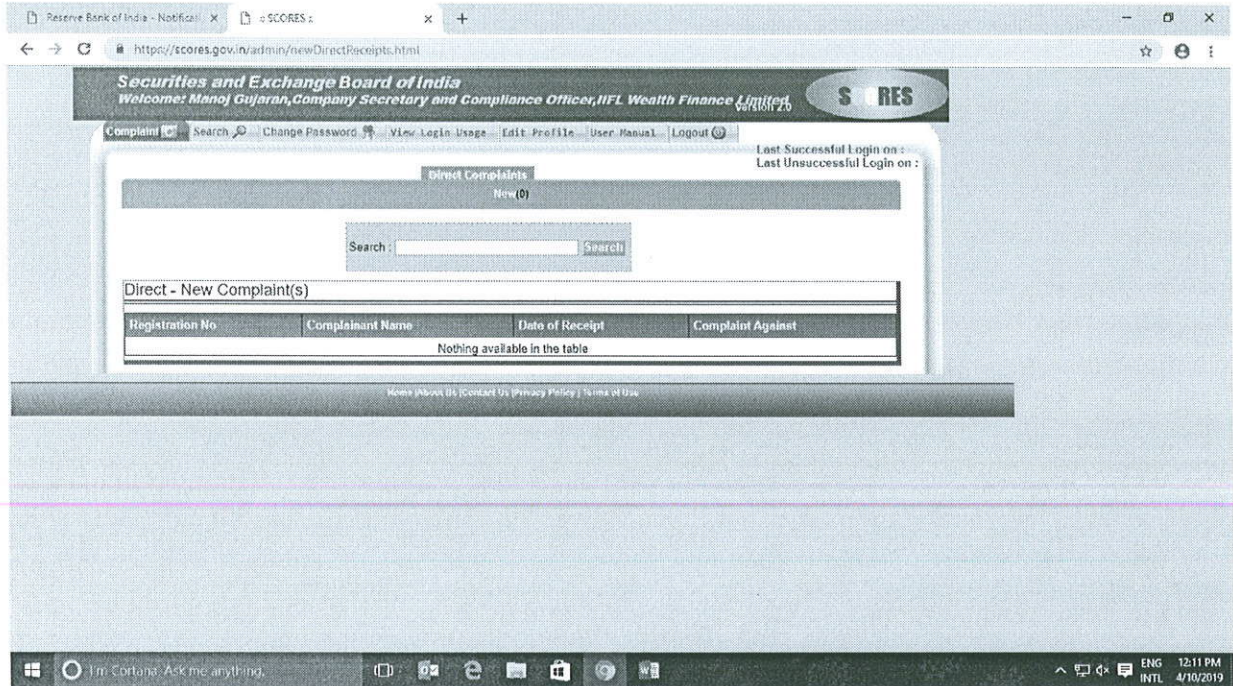 Reserve Bank of India - Notificati
:: SCORES ::
https://scores.gov.in/admin/newDirectReceipts.html
Securities and Exchange Board of India
Welcome: Manoj Gujaran,Company Secretary and Compliance Officer,IIFL Wealth Finance Limited
Version 2.0
SCORES
Complaint Search Change Password View Login Usage Edit Profile User Manual Logout
Last Successful Login on :
Last Unsuccessful Login on :
Direct Complaints
New(0)
Search : Search
Direct - New Complaint(s)
Registration No Complainant Name Date of Receipt Complaint Against
Nothing available in the table
Home |About Us |Contact Us |Privacy Policy | Terms of Use
I'm Cortana. Ask me anything.
ENG 12:11 PM
INTL 4/10/2019